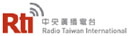 Rti
中央廣播電台
Radio Taiwan International